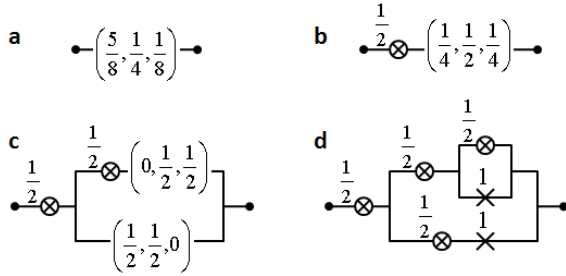 a
(5/8, 1/4, 1/8)
b
1/2
(1/4, 1/2, 1/4)
c
1/2
1/2
(0, 1/2, 1/2)
(1/2, 1/2, 0)
d
1/2
1/2
1/2
1
1/2
1